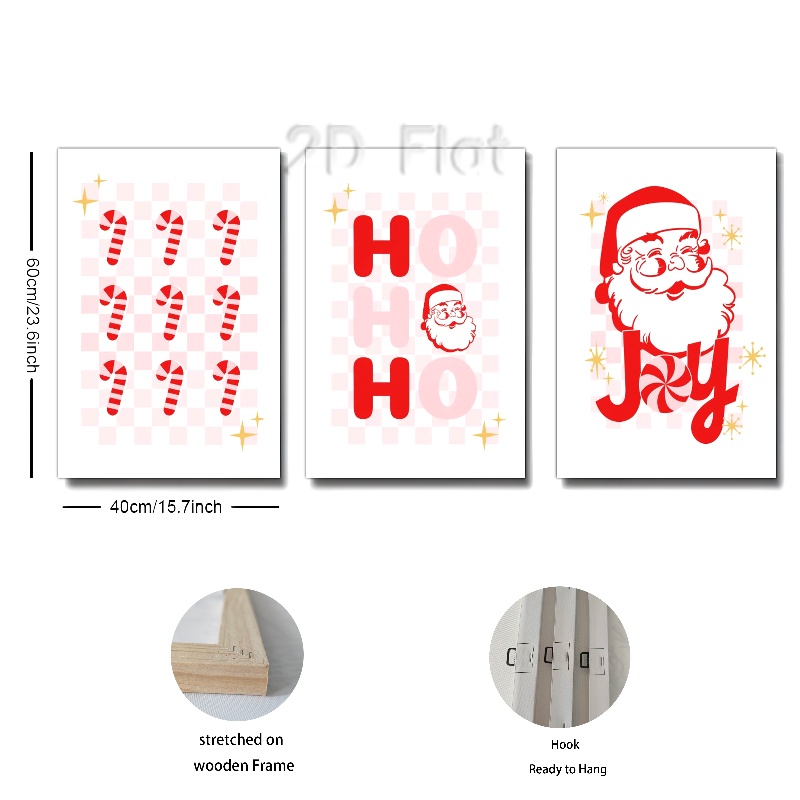 2D Flat
HO
H
HO
Joy
60cm/23.6inch
40cm/15.7inch
stretched on
wooden Frame
Hook
Ready to Hang